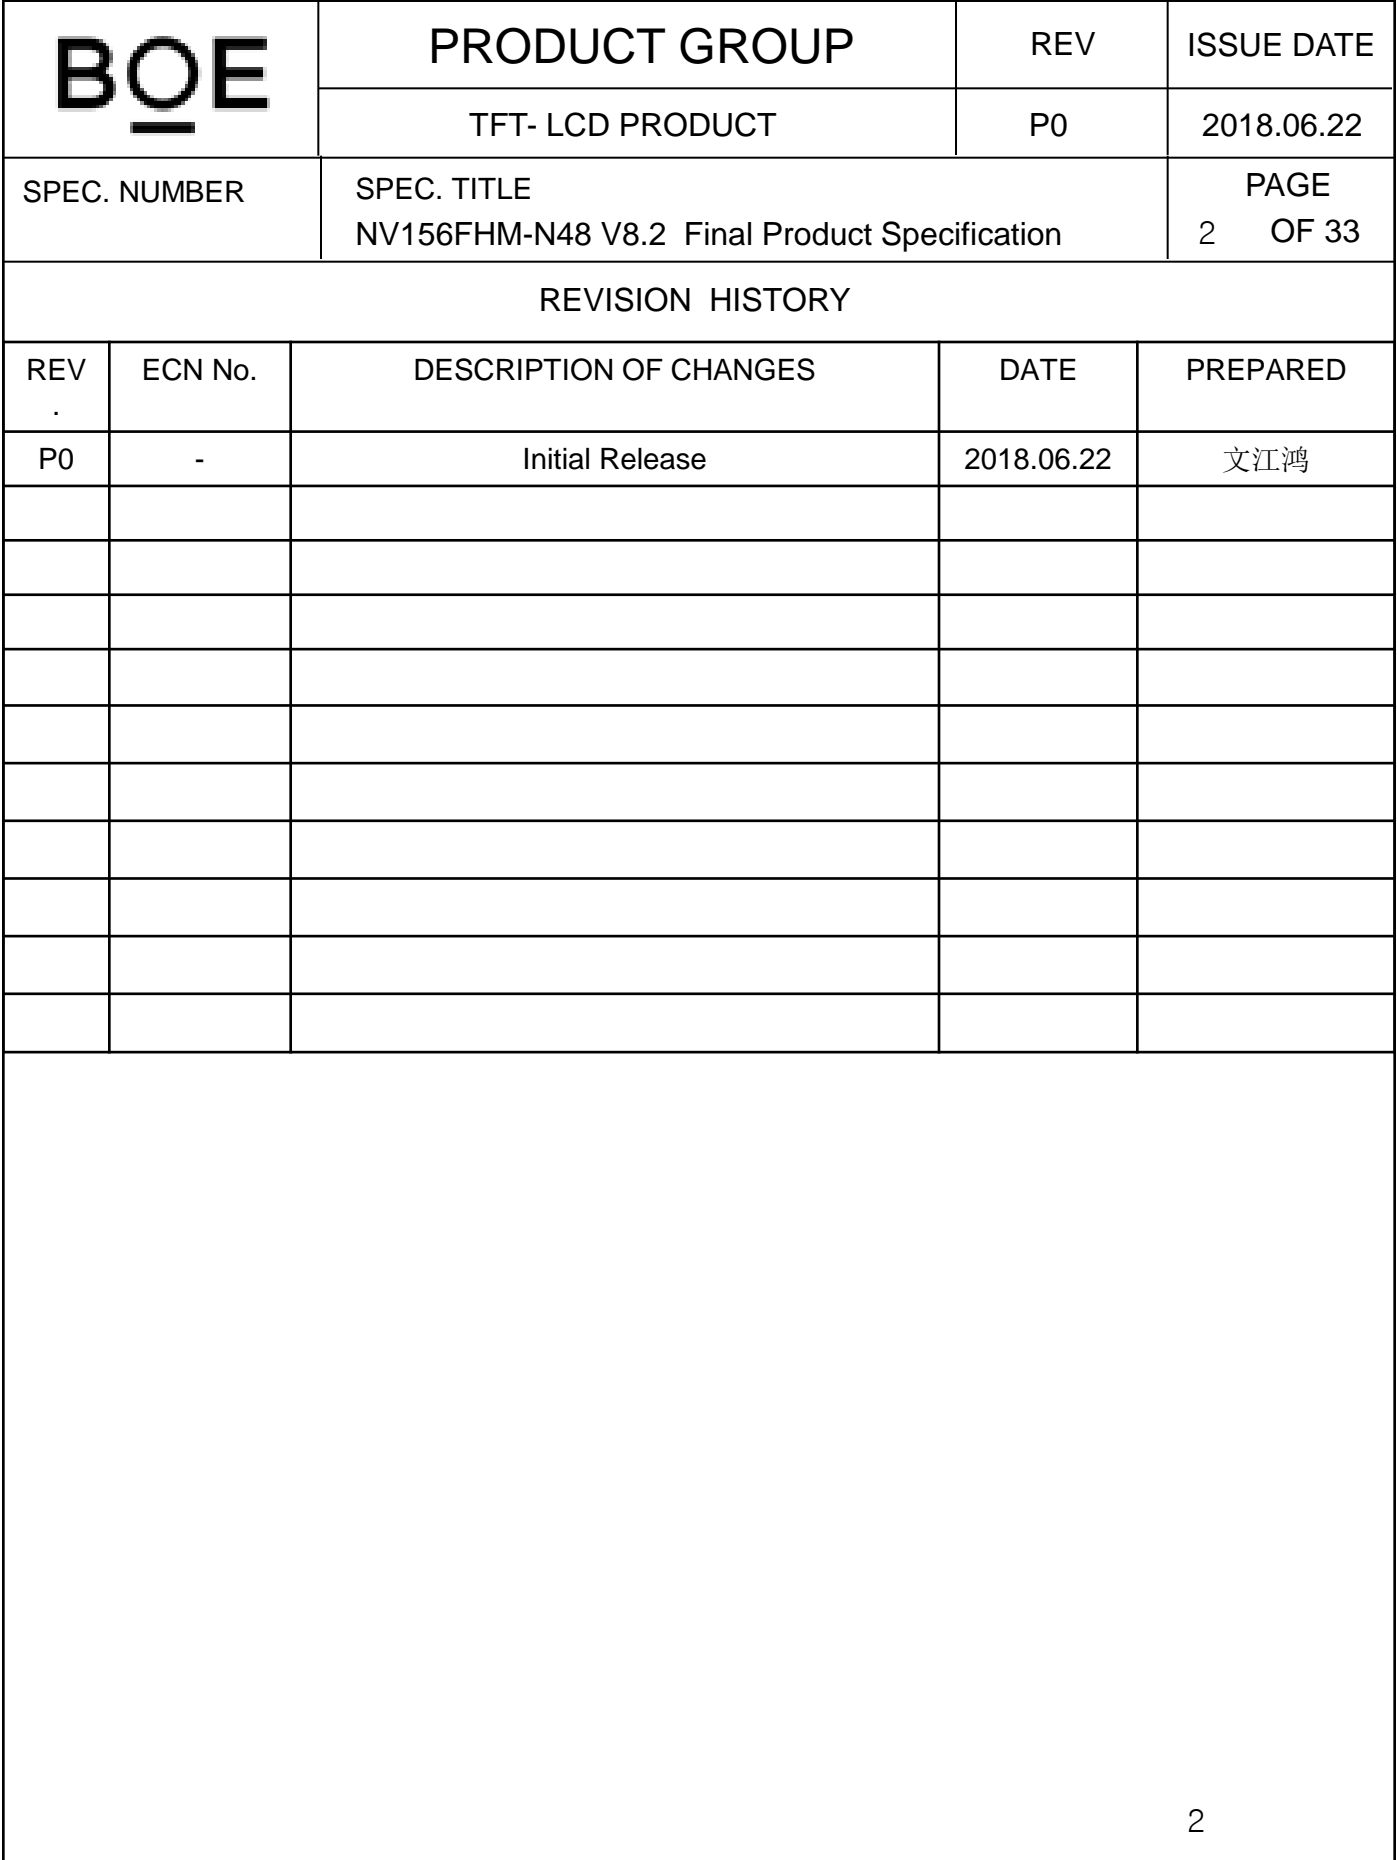 BOE
PRODUCT GROUP
REV
ISSUE DATE
TFT- LCD PRODUCT
P0
2018.06.22
SPEC. NUMBER
SPEC. TITLE
NV156FHM-N48 V8.2 Final Product Specification
PAGE
2 OF 33
REVISION HISTORY
REV
.
ECN No.
DESCRIPTION OF CHANGES
DATE
PREPARED
P0
-
Initial Release
2018.06.22
文江鸿
2